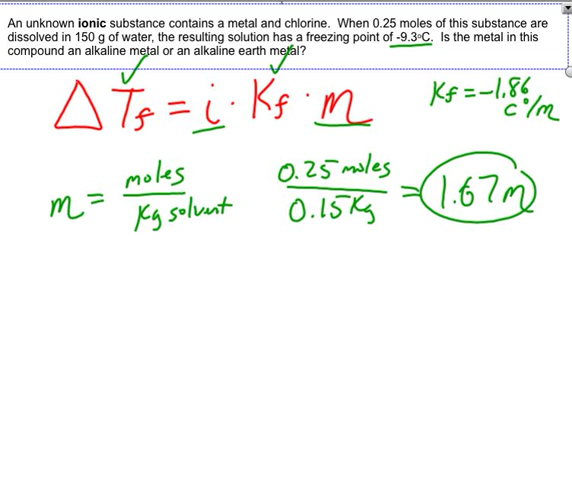 An unknown ionic substance contains a metal and chlorine. When 0.25 moles of this substance are
dissolved in 150 g of water, the resulting solution has a freezing point of -9.3°C. Is the metal in this
compound an alkaline metal or an alkaline earth metal?
Δ Tf = i · Kf · m
Kf = -1.86 C°/m
m = moles / Kg solvent
0.25 moles / 0.15 Kg = 1.67 m